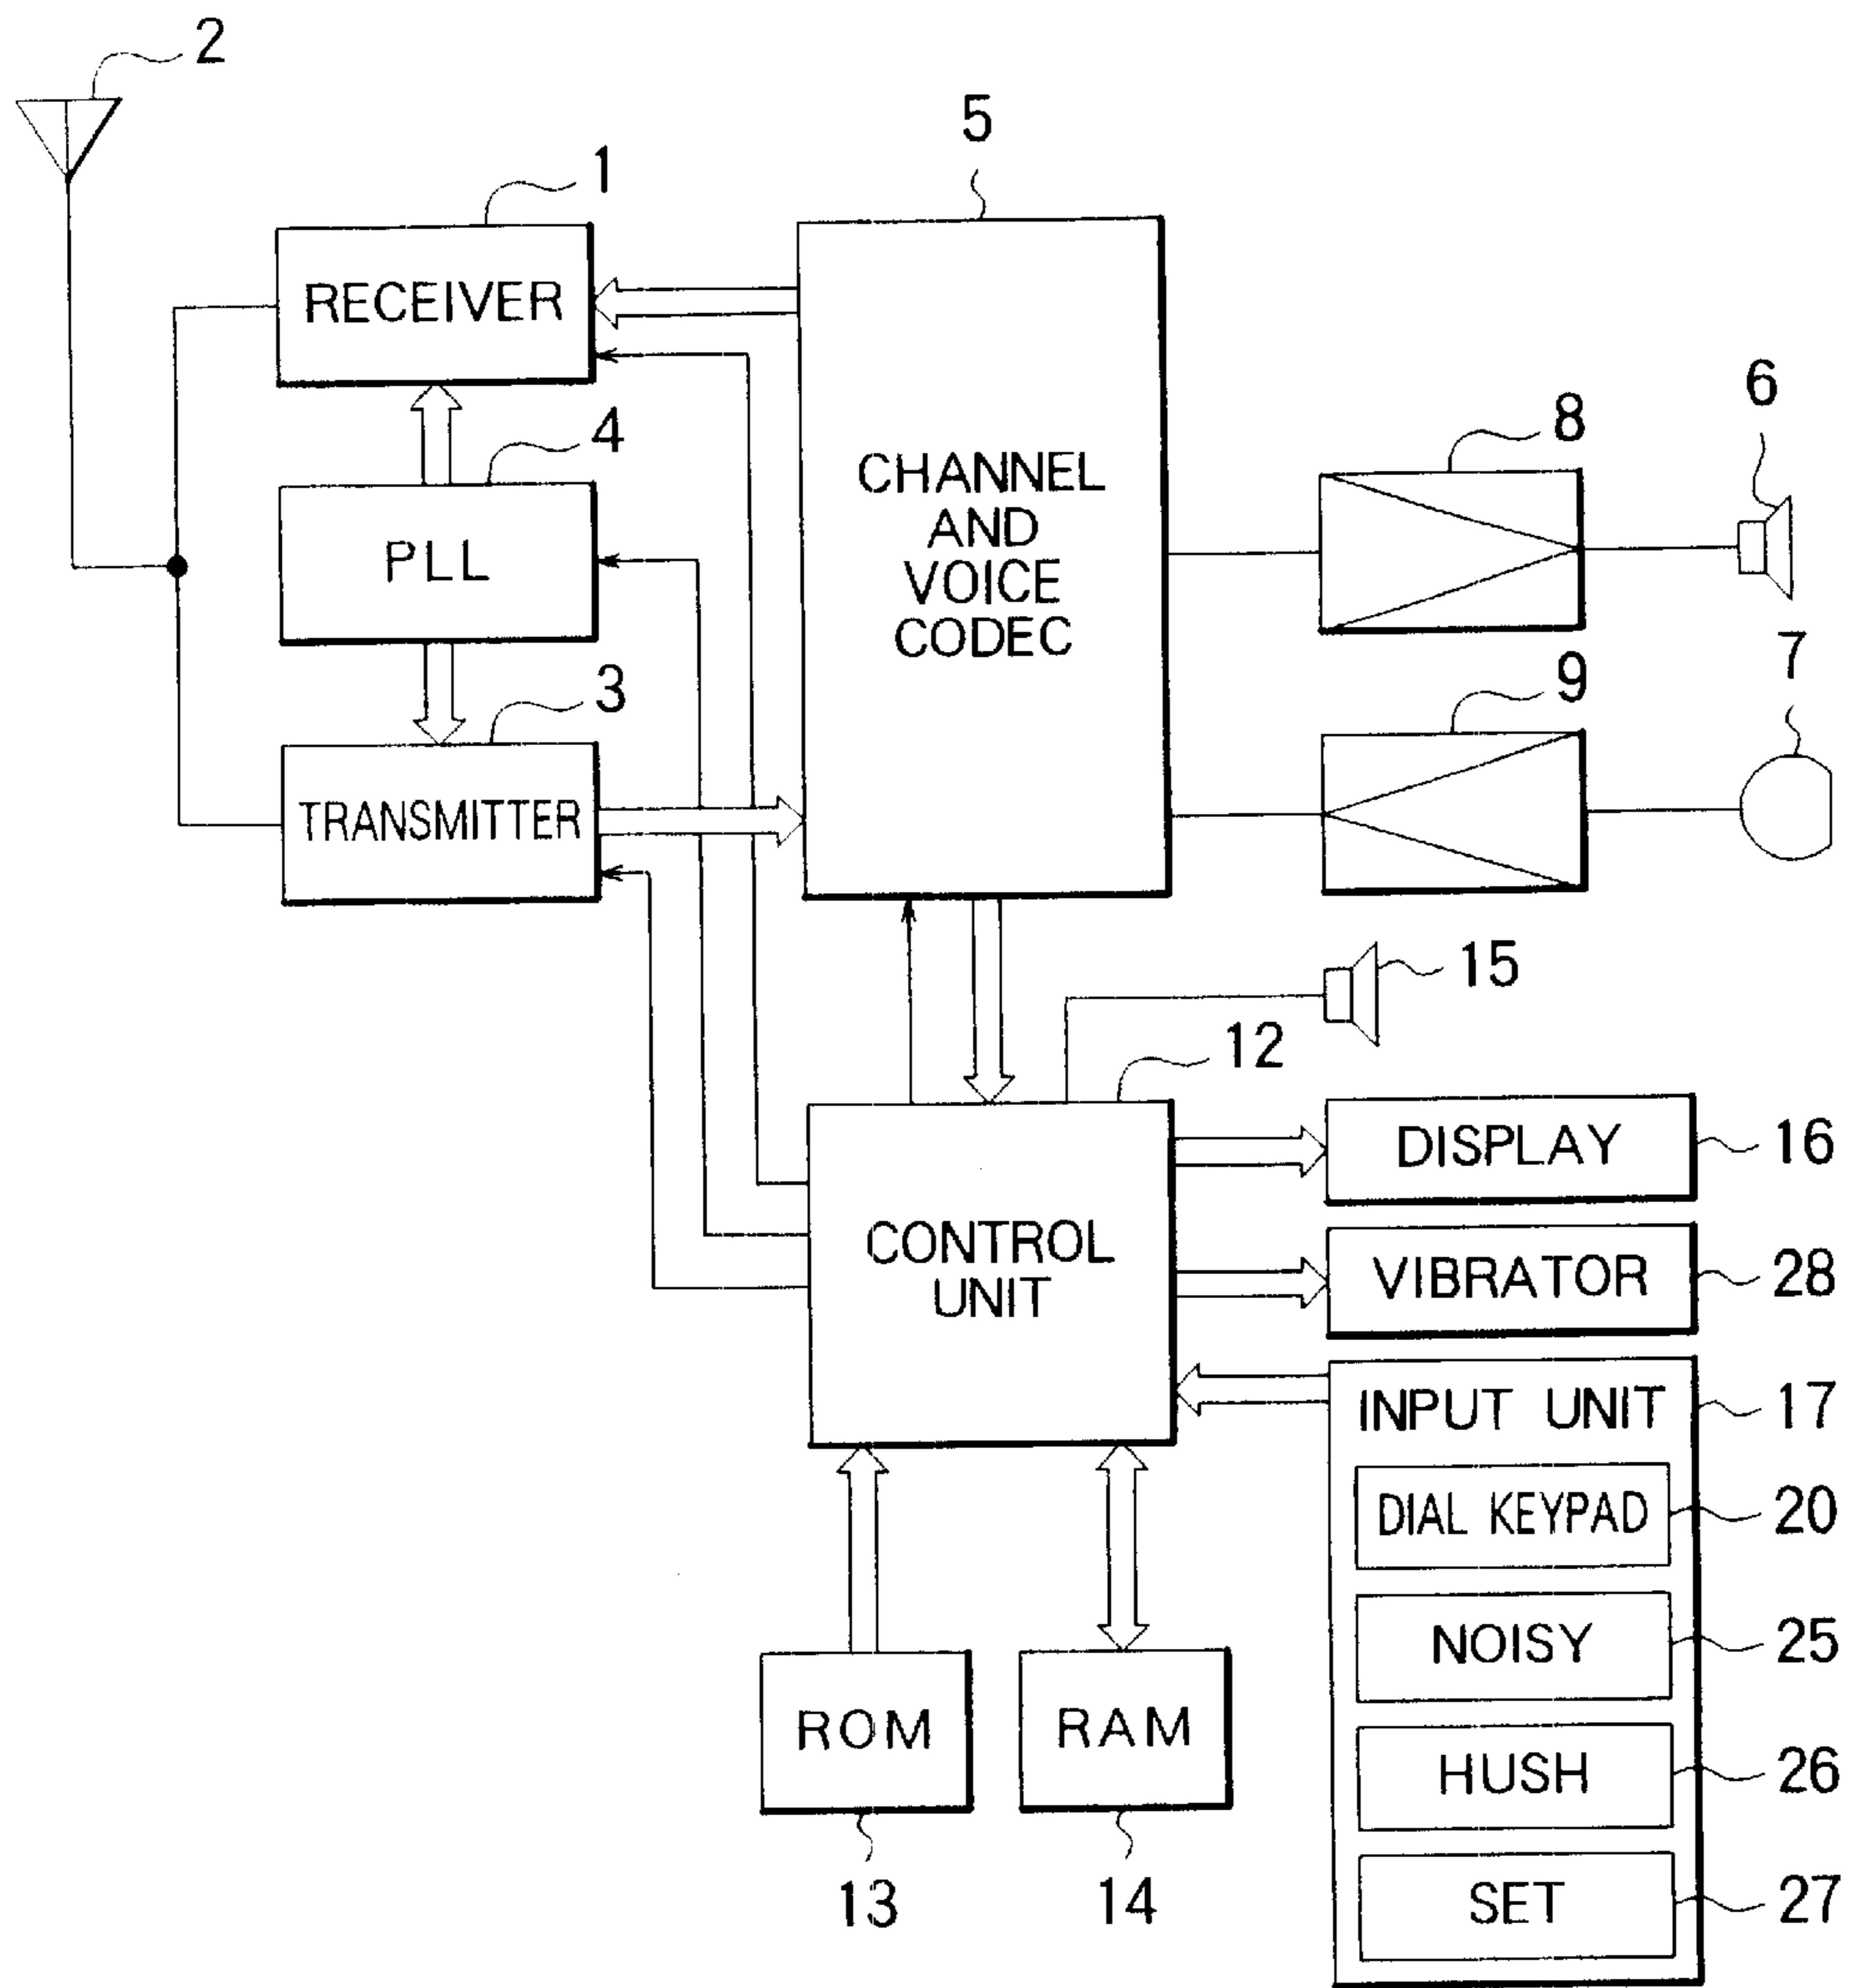 2
1
5
RECEIVER
6
8
4
CHANNEL
AND
VOICE
CODEC
PLL
7
9
3
TRANSMITTER
15
12
DISPLAY
16
CONTROL
UNIT
VIBRATOR
28
INPUT UNIT
17
DIAL KEYPAD
20
NOISY
25
ROM
RAM
HUSH
26
13
14
SET
27